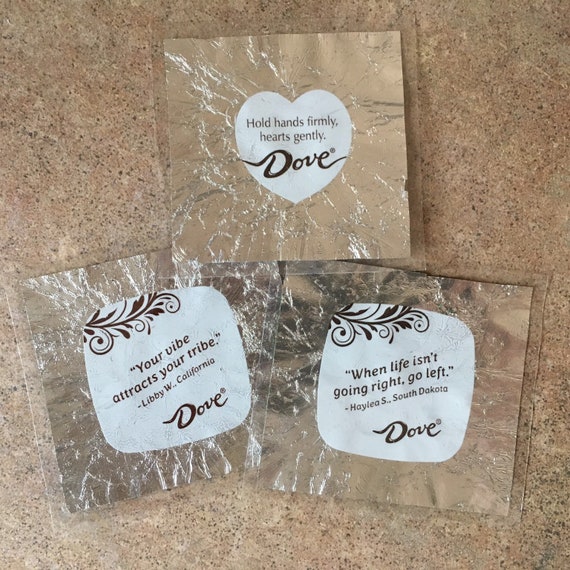 Hold hands firmly,
hearts gently.
Dove®
“Your vibe
attracts your tribe.”
-Libby W., California
Dove®
“When life isn’t
going right, go left.”
- Haylea S., South Dakota
Dove®